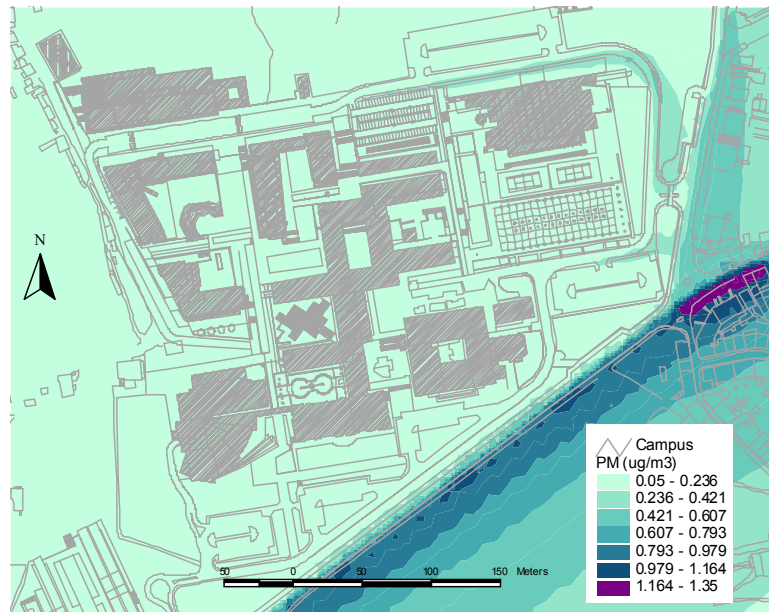 N
Campus
PM (ug/m3)
0.05 - 0.236
0.236 - 0.421
0.421 - 0.607
0.607 - 0.793
0.793 - 0.979
0.979 - 1.164
1.164 - 1.35
50 0 50 100 150 Meters